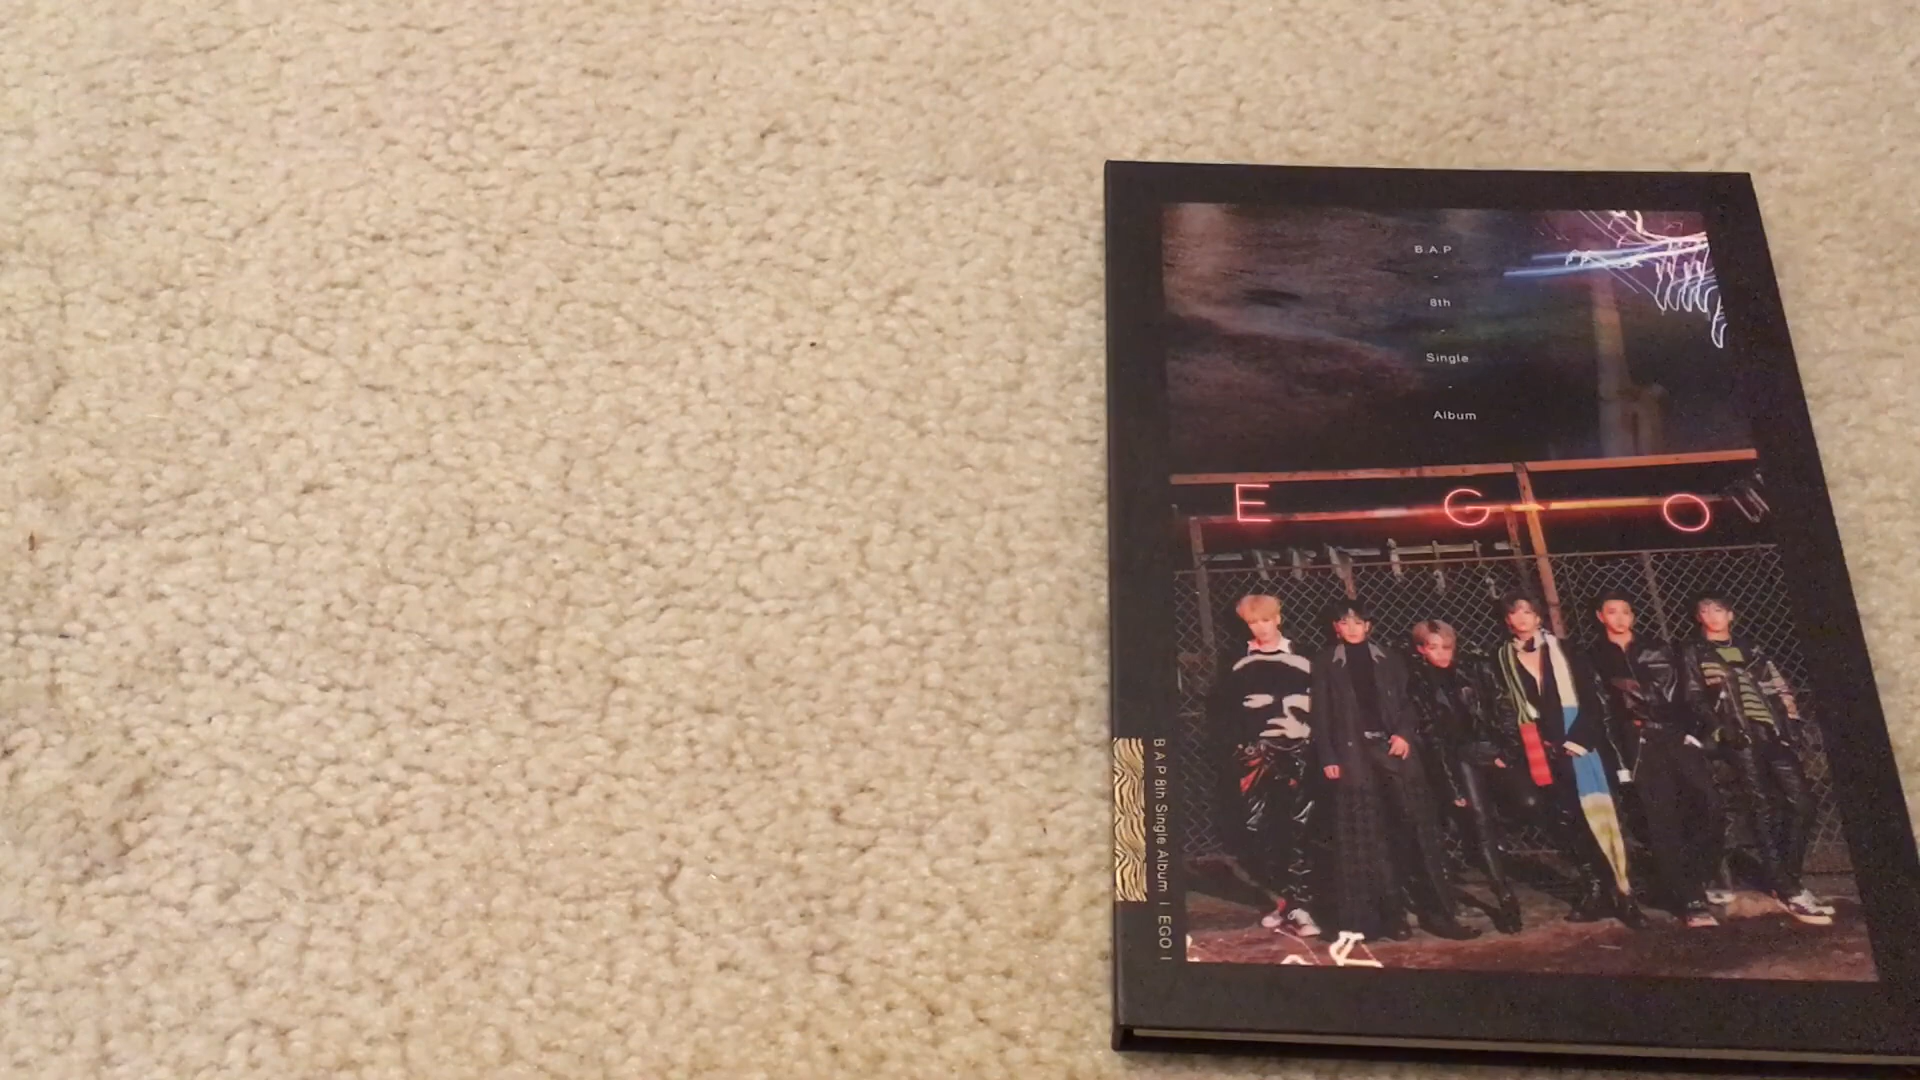 B.A.P
-
8th
-
Single
-
Album
E G O
B.A.P 8th Single Album | EGO |